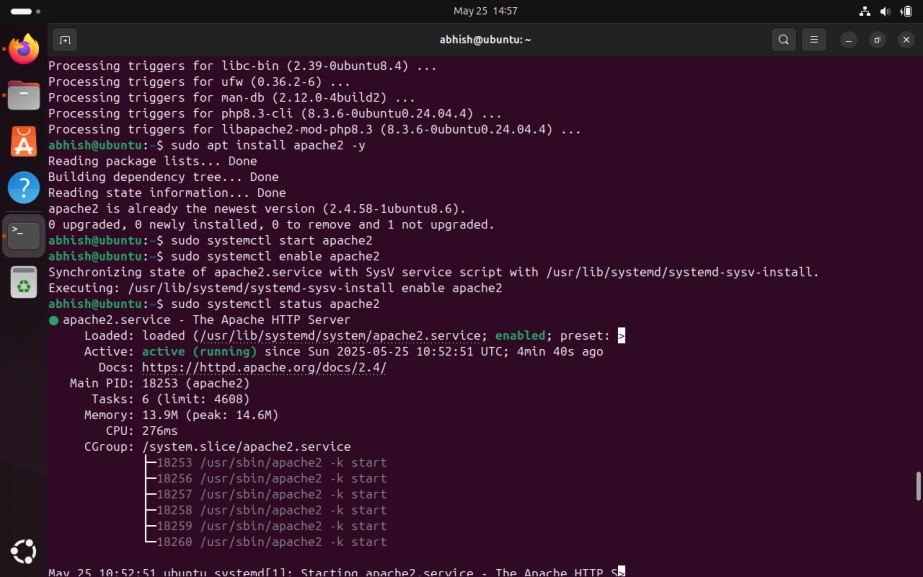 May 25 14:57
abhish@ubuntu: ~
Processing triggers for libc-bin (2.39-0ubuntu8.4) ...
Processing triggers for ufw (0.36.2-6) ...
Processing triggers for man-db (2.12.0-4build2) ...
Processing triggers for php8.3-cli (8.3.6-0ubuntu0.24.04.4) ...
Processing triggers for libapache2-mod-php8.3 (8.3.6-0ubuntu0.24.04.4) ...
abhish@ubuntu:~$ sudo apt install apache2 -y
Reading package lists... Done
Building dependency tree... Done
Reading state information... Done
apache2 is already the newest version (2.4.58-1ubuntu8.6).
0 upgraded, 0 newly installed, 0 to remove and 1 not upgraded.
abhish@ubuntu:~$ sudo systemctl start apache2
abhish@ubuntu:~$ sudo systemctl enable apache2
Synchronizing state of apache2.service with SysV service script with /usr/lib/systemd/systemd-sysv-install.
Executing: /usr/lib/systemd/systemd-sysv-install enable apache2
abhish@ubuntu:~$ sudo systemctl status apache2
● apache2.service - The Apache HTTP Server
Loaded: loaded (/usr/lib/systemd/system/apache2.service; enabled; preset: >
Active: active (running) since Sun 2025-05-25 10:52:51 UTC; 4min 40s ago
Docs: https://httpd.apache.org/docs/2.4/
Main PID: 18253 (apache2)
Tasks: 6 (limit: 4608)
Memory: 13.9M (peak: 14.6M)
CPU: 276ms
CGroup: /system.slice/apache2.service
├─18253 /usr/sbin/apache2 -k start
├─18256 /usr/sbin/apache2 -k start
├─18257 /usr/sbin/apache2 -k start
├─18258 /usr/sbin/apache2 -k start
├─18259 /usr/sbin/apache2 -k start
└─18260 /usr/sbin/apache2 -k start
May 25 10:52:51 ubuntu systemd[1]: Starting apache2.service - The Apache HTTP S>